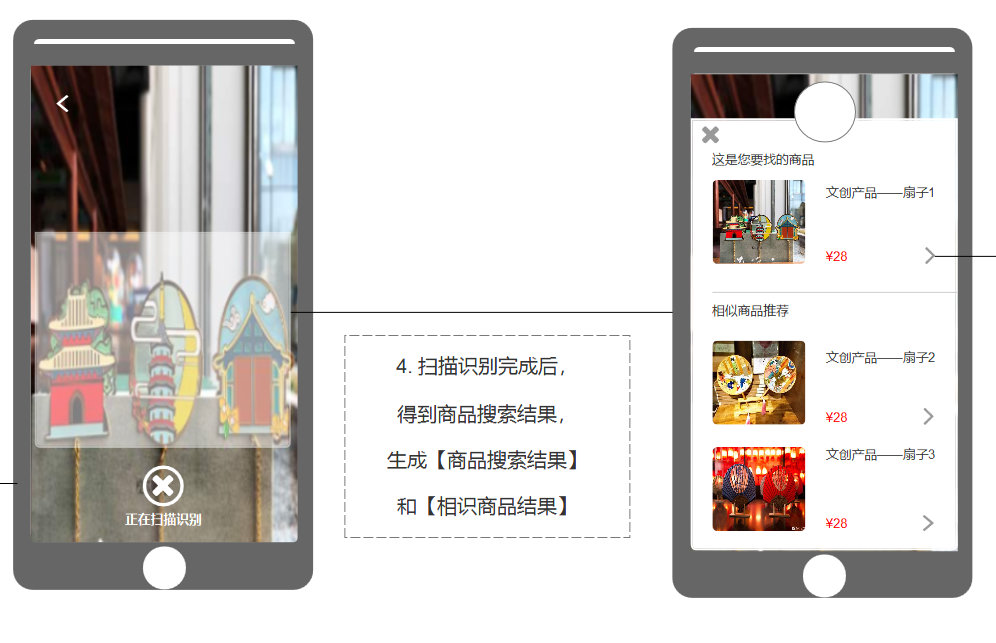 正在扫描识别
4. 扫描识别完成后，
得到商品搜索结果，
生成【商品搜索结果】
和【相识商品结果】
这是您要找的商品
文创产品——扇子1
¥28
相似商品推荐
文创产品——扇子2
¥28
文创产品——扇子3
¥28